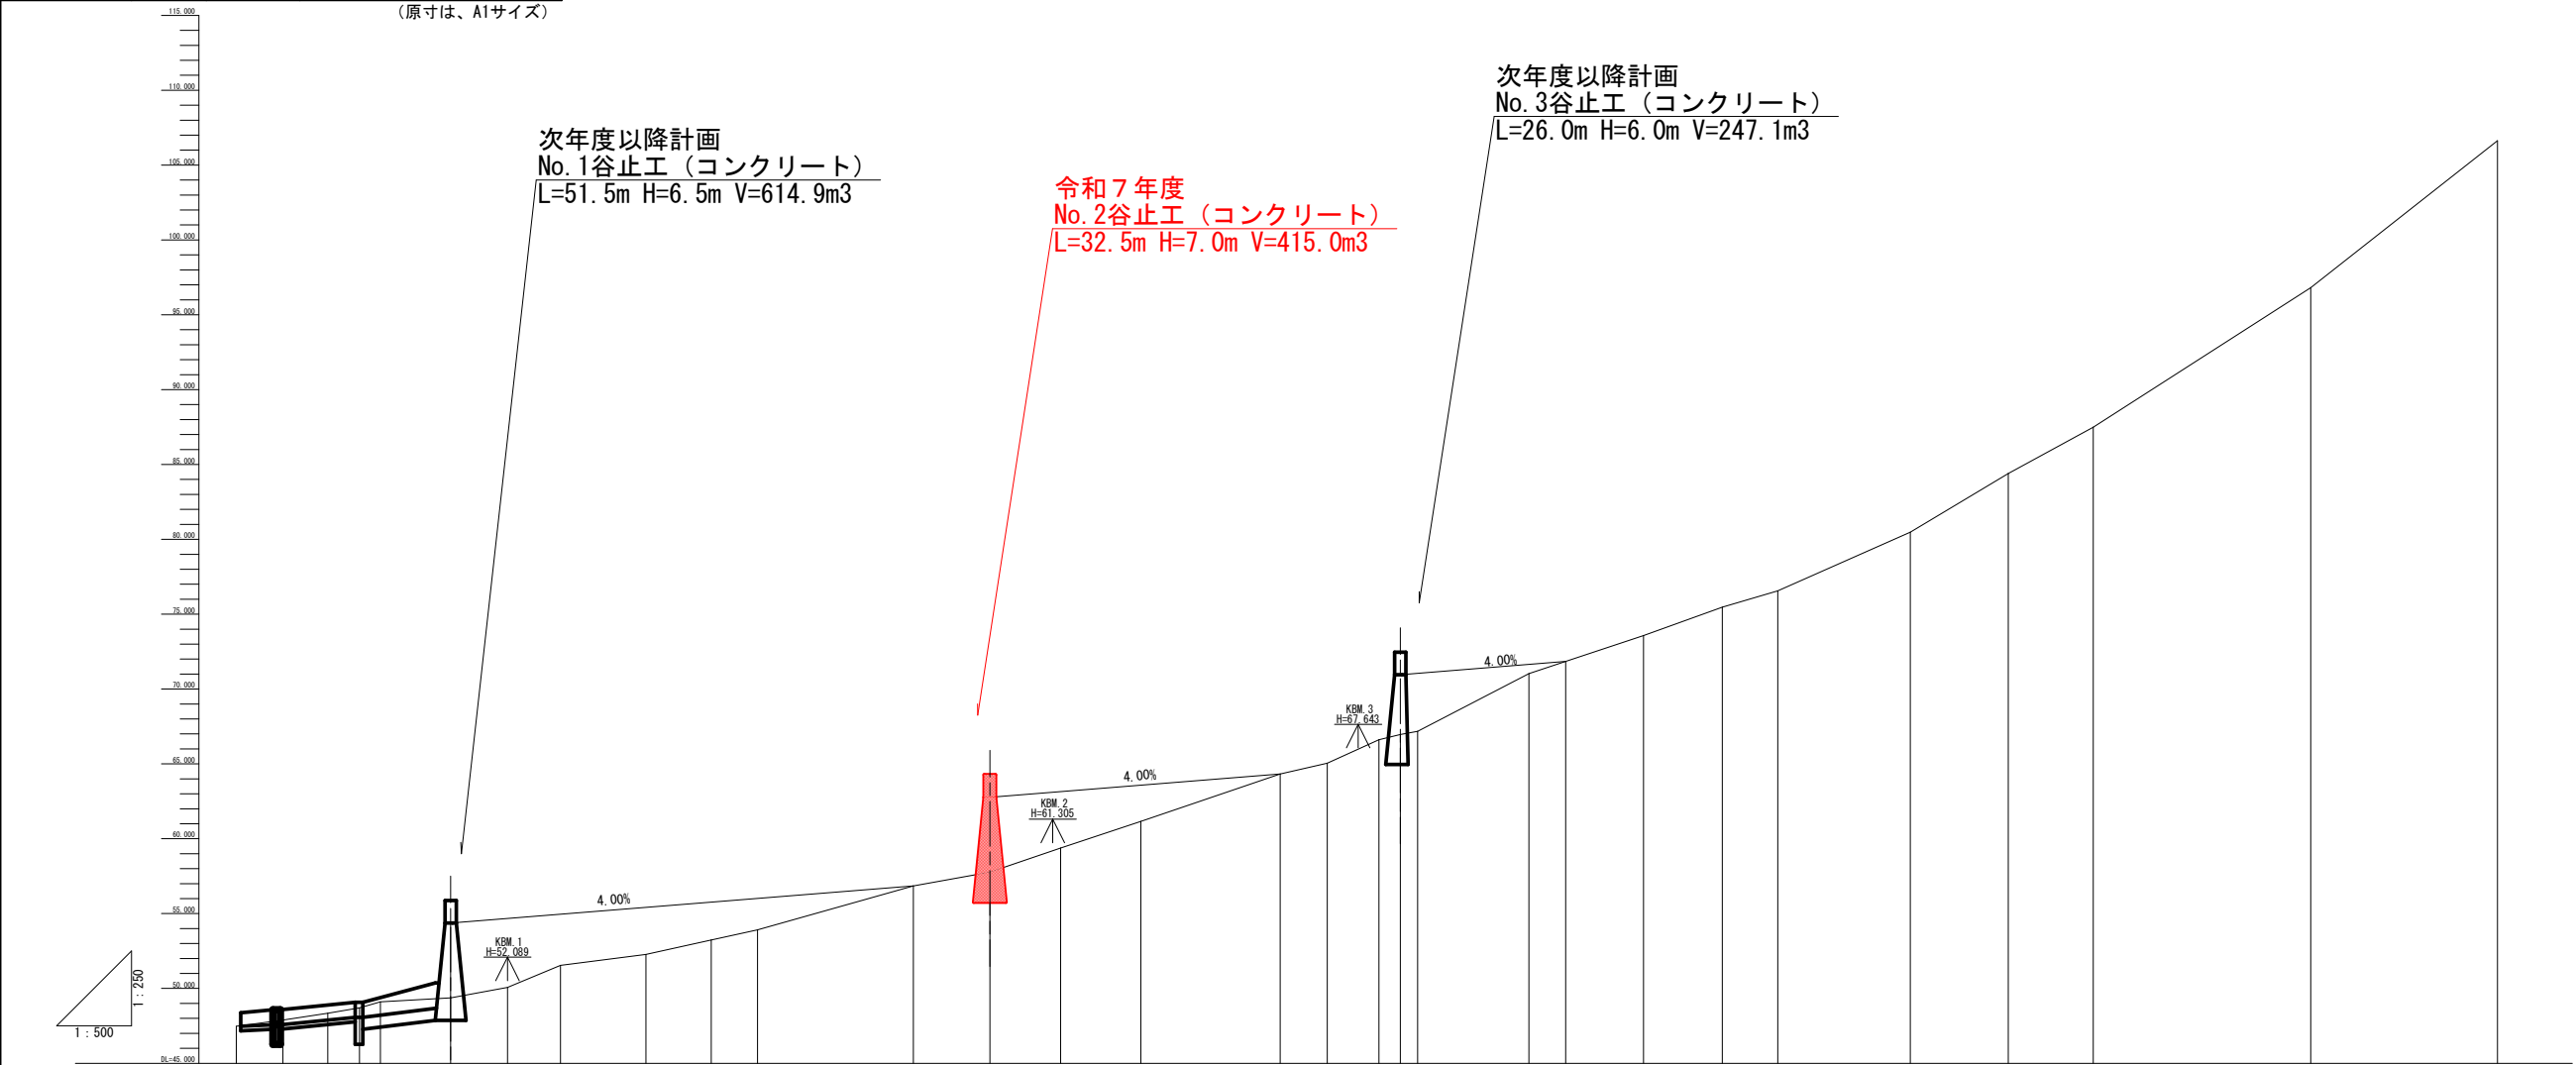 （原寸は、A1サイズ）
115.000
110.000
105.000
100.000
95.000
90.000
85.000
80.000
75.000
70.000
65.000
60.000
55.000
50.000
DL=45.000
次年度以降計画
No.1谷止工（コンクリート）
L=51.5m H=6.5m V=614.9m3
令和７年度
No.2谷止工（コンクリート）
L=32.5m H=7.0m V=415.0m3
次年度以降計画
No.3谷止工（コンクリート）
L=26.0m H=6.0m V=247.1m3
4.00%
KBM.3
H=67.643
4.00%
KBM.2
H=61.305
4.00%
KBM.1
H=52.089
1：250
1：500